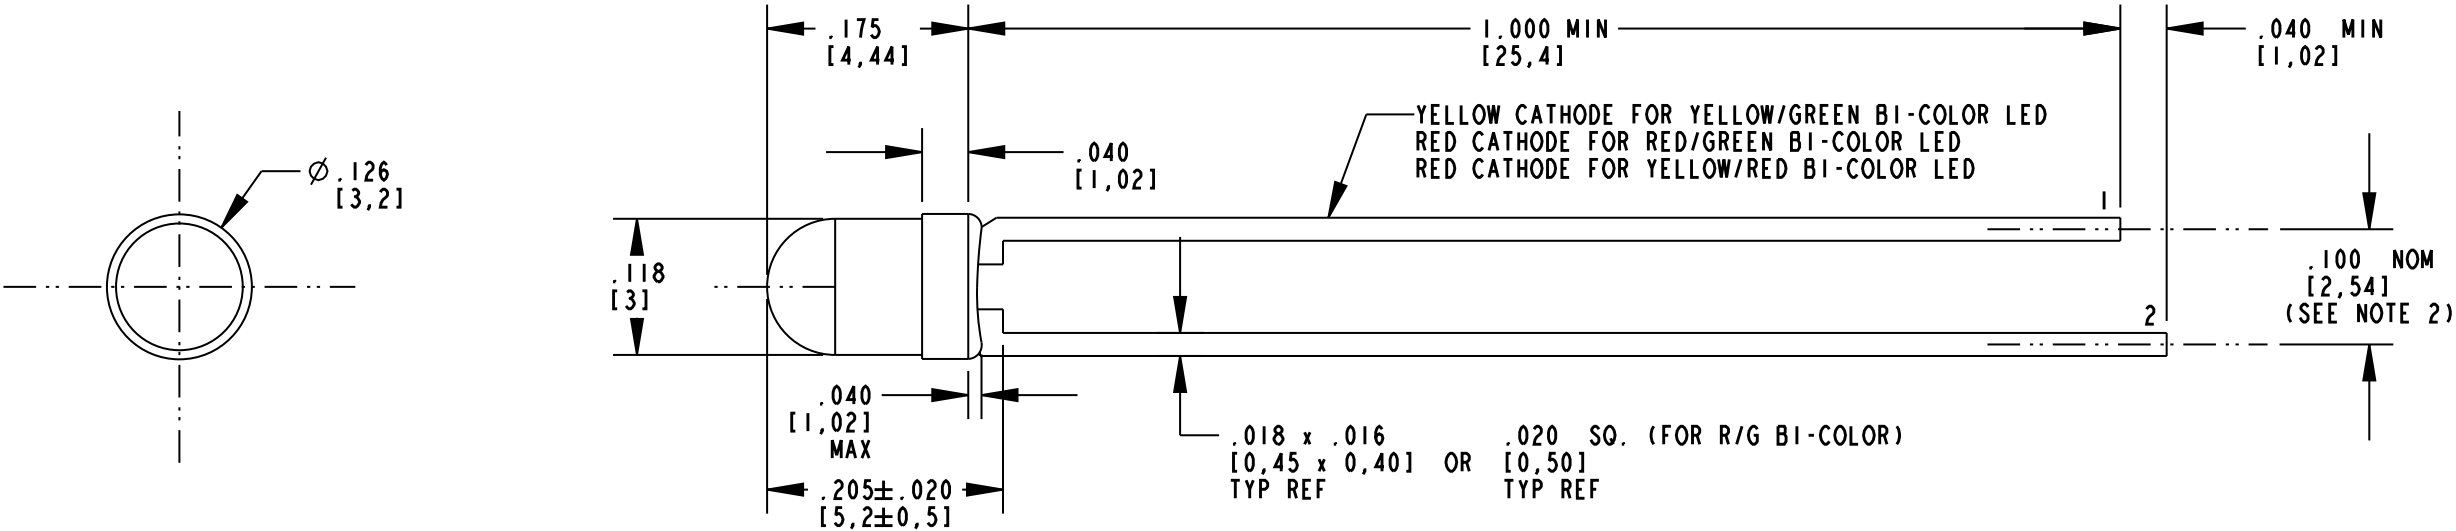 .175
[4,44]
1.000 MIN
[25,4]
.040 MIN
[1,02]
YELLOW CATHODE FOR YELLOW/GREEN BI-COLOR LED
RED CATHODE FOR RED/GREEN BI-COLOR LED
RED CATHODE FOR YELLOW/RED BI-COLOR LED
.040
[1,02]
Ø.126
[3,2]
1
.118
[3]
.100 NOM
[2,54]
(SEE NOTE 2)
2
.040
[1,02]
MAX
.018 x .016
[0,45 x 0,40] OR
TYP REF
.020 SQ. (FOR R/G BI-COLOR)
[0,50]
TYP REF
.205±.020
[5,2±0,5]